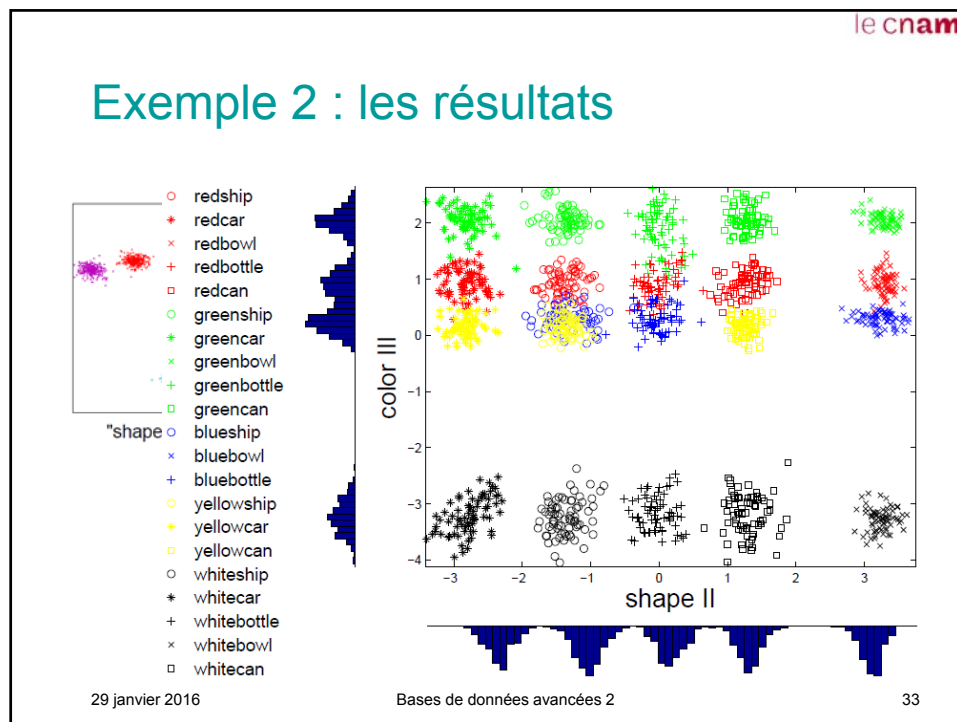 le cnam
Exemple 2 : les résultats
redship
redcar
redbowl
redbottle
redcan
greenship
greencar
greenbowl
greenbottle
greencan
blueship
bluebowl
bluebottle
yellowship
yellowcar
yellowcan
whiteship
whitecar
whitebottle
whitebowl
whitecan
"shape
color III
2
1
0
−1
−2
−3
−4
−3 −2 −1 0 1 2 3
shape II
29 janvier 2016 Bases de données avancées 2 33